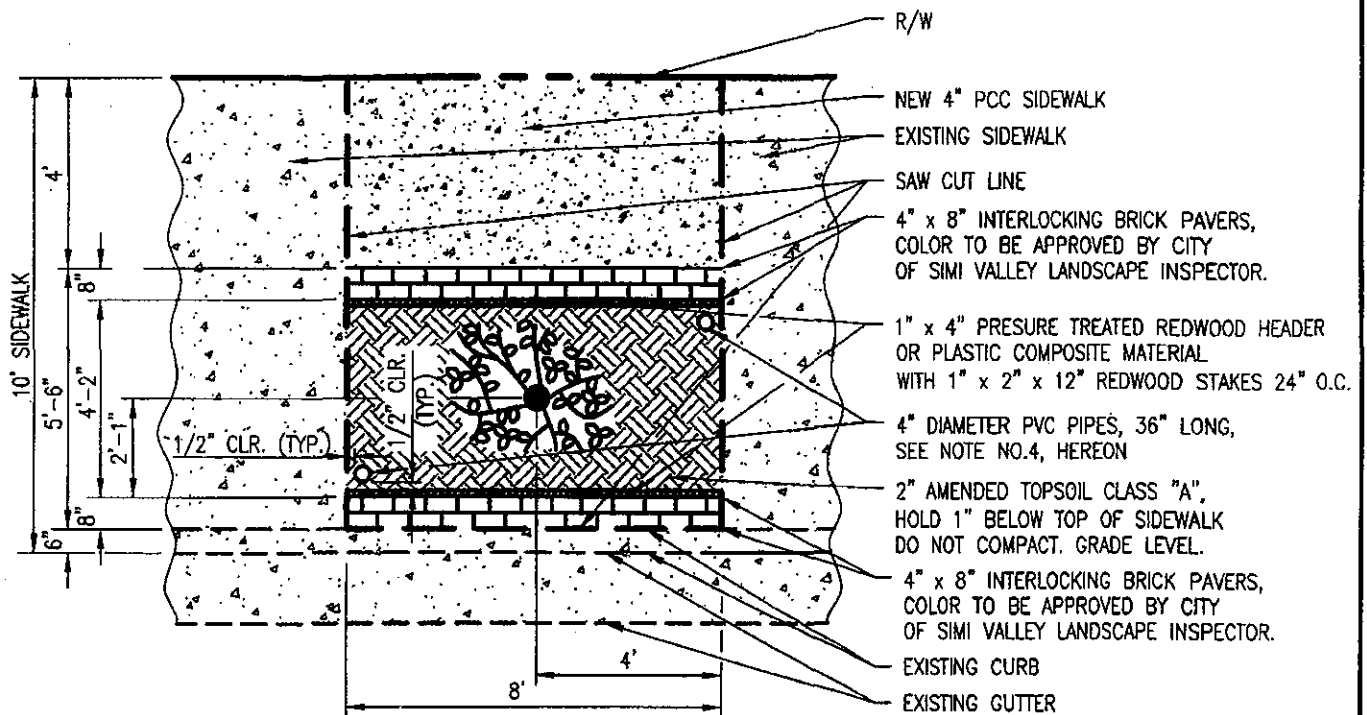 R/W
NEW 4" PCC SIDEWALK
EXISTING SIDEWALK
SAW CUT LINE
4" x 8" INTERLOCKING BRICK PAVERS,
COLOR TO BE APPROVED BY CITY
OF SIMI VALLEY LANDSCAPE INSPECTOR.
1" x 4" PRESURE TREATED REDWOOD HEADER
OR PLASTIC COMPOSITE MATERIAL
WITH 1" x 2" x 12" REDWOOD STAKES 24" O.C.
4" DIAMETER PVC PIPES, 36" LONG,
SEE NOTE NO.4, HEREON
2" AMENDED TOPSOIL CLASS "A",
HOLD 1" BELOW TOP OF SIDEWALK
DO NOT COMPACT. GRADE LEVEL.
4" x 8" INTERLOCKING BRICK PAVERS,
COLOR TO BE APPROVED BY CITY
OF SIMI VALLEY LANDSCAPE INSPECTOR.
EXISTING CURB
EXISTING GUTTER
10" SIDEWALK
4'
5'-6"
6"
8"
4'-2"
8"
2'-1"
1/2" CLR. (TYP.)
1/2" CLR.
(TYP.)
4'
8'